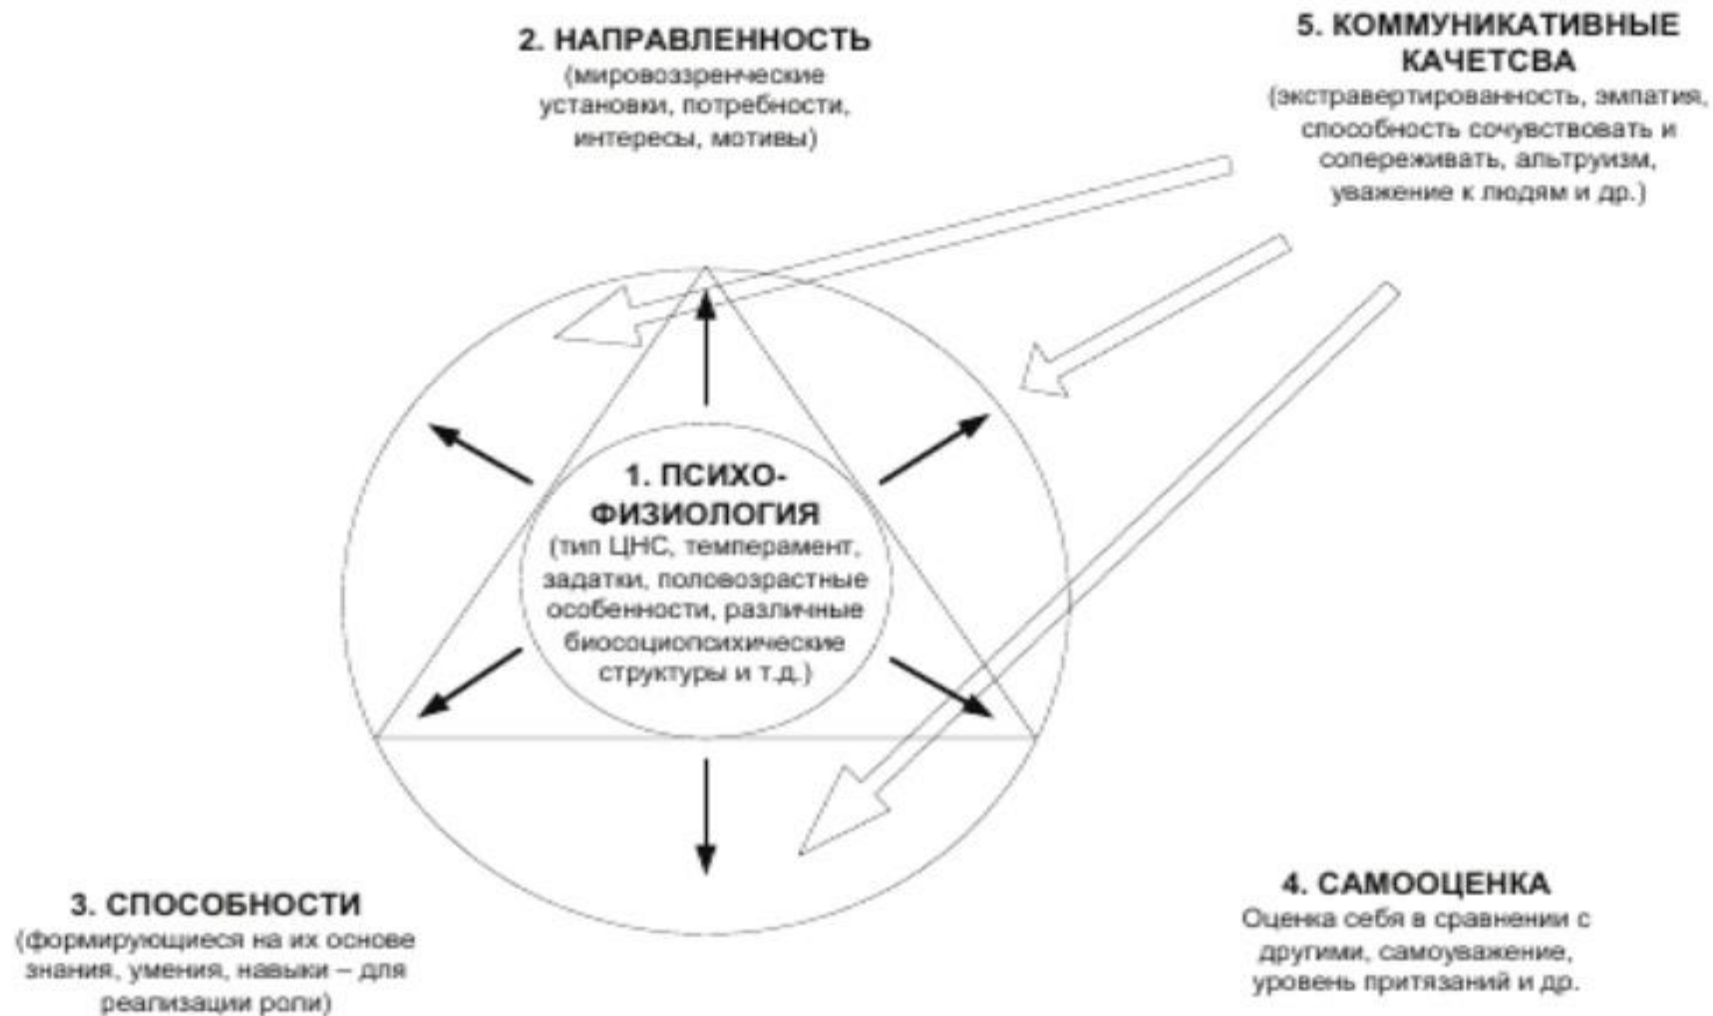 2. НАПРАВЛЕННОСТЬ
(мировоззренческие
установки, потребности,
интересы, мотивы)
5. КОММУНИКАТИВНЫЕ
КАЧЕТСВА
(экстравертированность, эмпатия,
способность сочувствовать и
сопереживать, альтруизм,
уважение к людям и др.)
1. ПСИХО-
ФИЗИОЛОГИЯ
(тип ЦНС, темперамент,
задатки, половозрастные
особенности, различные
биосоциопсихические
структуры и т.д.)
3. СПОСОБНОСТИ
(формирующиеся на их основе
знания, умения, навыки – для
реализации роли)
4. САМООЦЕНКА
Оценка себя в сравнении с
другими, самоуважение,
уровень притязаний и др.